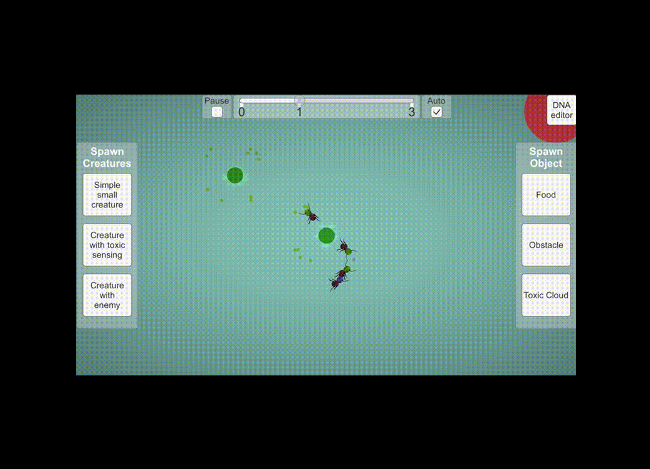 Pause
Auto
0
1
3
DNA
editor
Spawn
Creatures
Simple
small
creature
Creature
with toxic
sensing
Creature
with
enemy
Spawn
Object
Food
Obstacle
Toxic Cloud